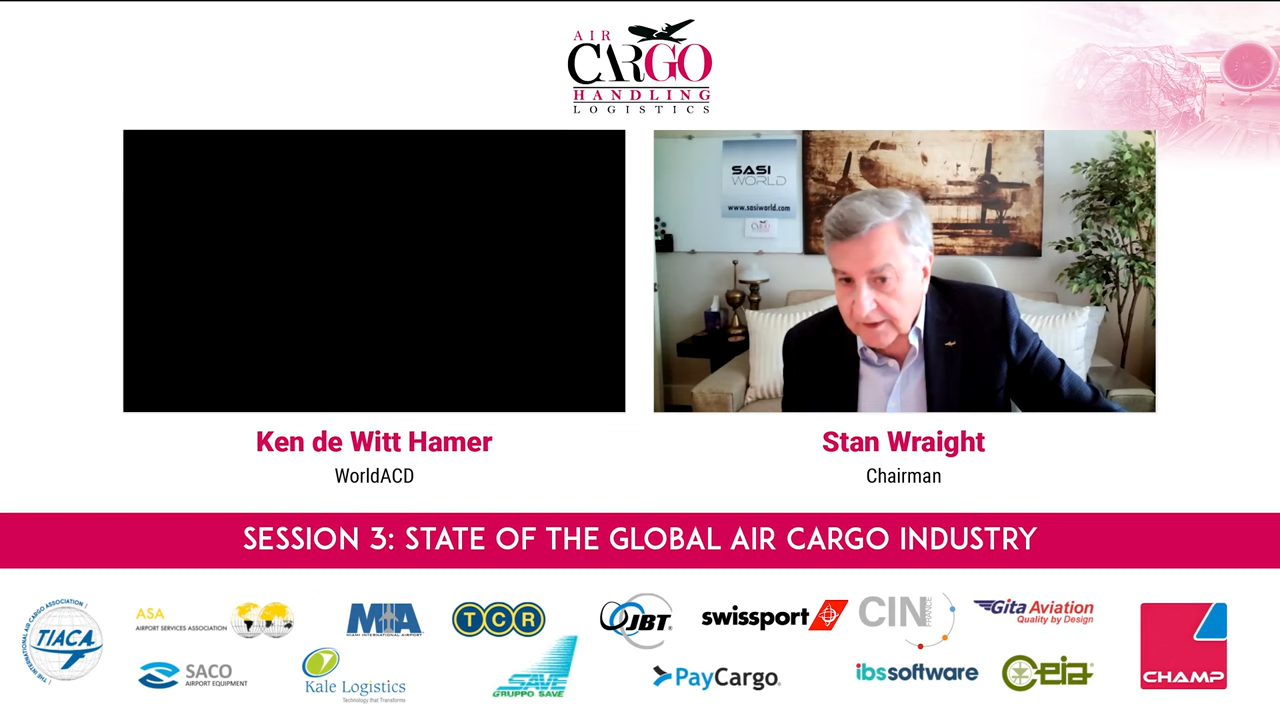 AIR
CARGO
HANDLING
LOGISTICS
SASI
WORLD
www.sasiworld.com
Ken de Witt Hamer
WorldACD
Stan Wraight
Chairman
SESSION 3: STATE OF THE GLOBAL AIR CARGO INDUSTRY
THE INTERNATIONAL AIR CARGO ASSOCIATION
TIACA
ASA
AIRPORT SERVICES ASSOCIATION
MIA
MIAMI INTERNATIONAL AIRPORT
TCR
JBT
swissport
CIN
FRANCE
Gita Aviation
Quality by Design
CHAMP
SACO
AIRPORT EQUIPMENT
Kale Logistics
Technology that Transforms
SAVE
GRUPPO SAVE
PayCargo
ibssoftware
ceia